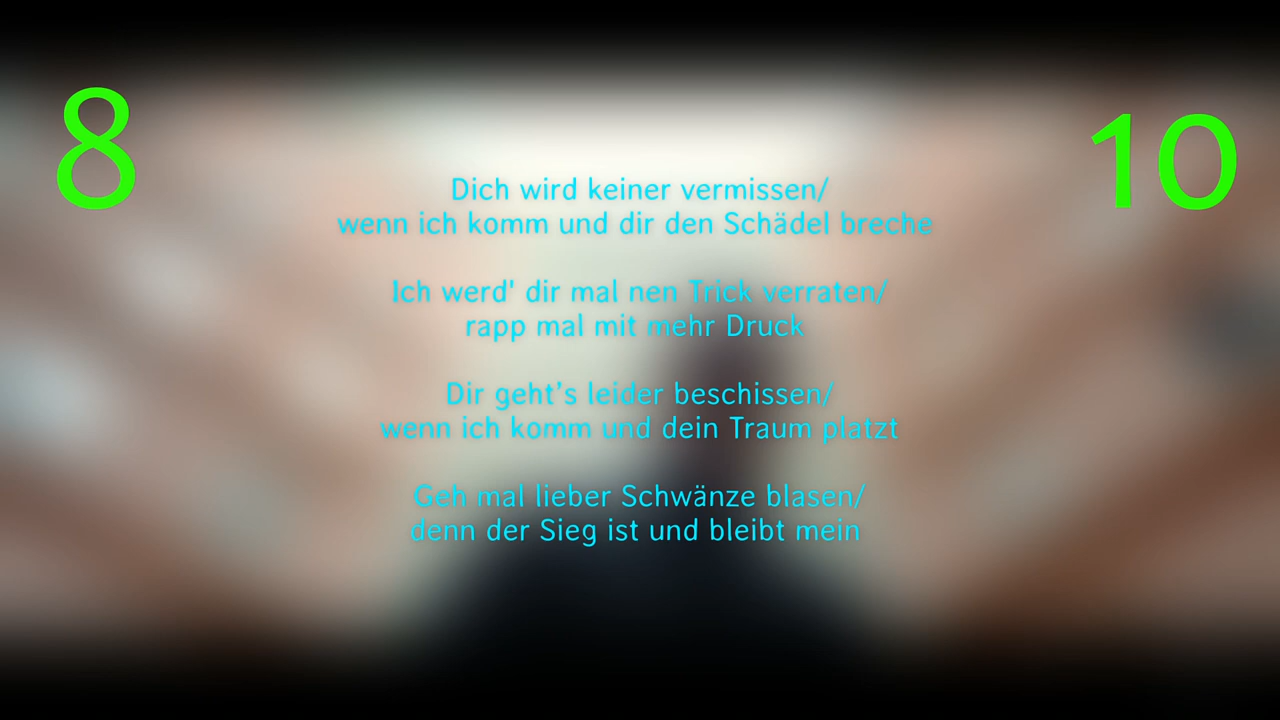 8
10
Dich wird keiner vermissen/
wenn ich komm und dir den Schädel breche
Ich werd' dir mal nen Trick verraten/
rapp mal mit mehr Druck
Dir geht's leider beschissen/
wenn ich komm und dein Traum platzt
Geh mal lieber Schwänze blasen/
denn der Sieg ist und bleibt mein